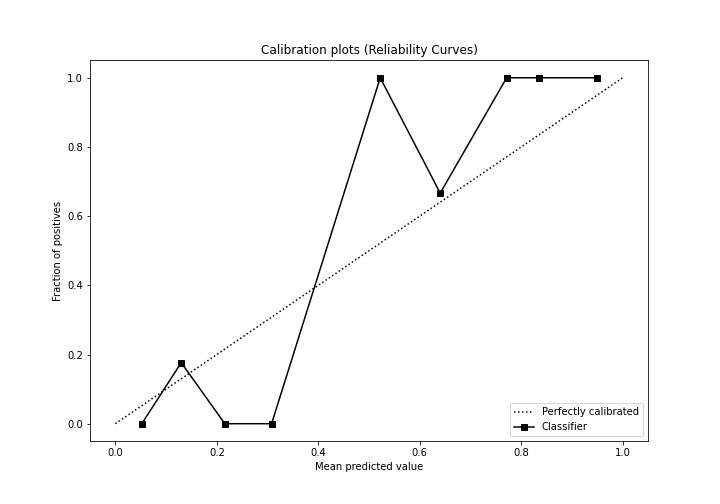 Calibration plots (Reliability Curves)
1.0
0.8
0.6
0.4
0.2
0.0
Fraction of positives
0.0 0.2 0.4 0.6 0.8 1.0
Mean predicted value
Perfectly calibrated
Classifier